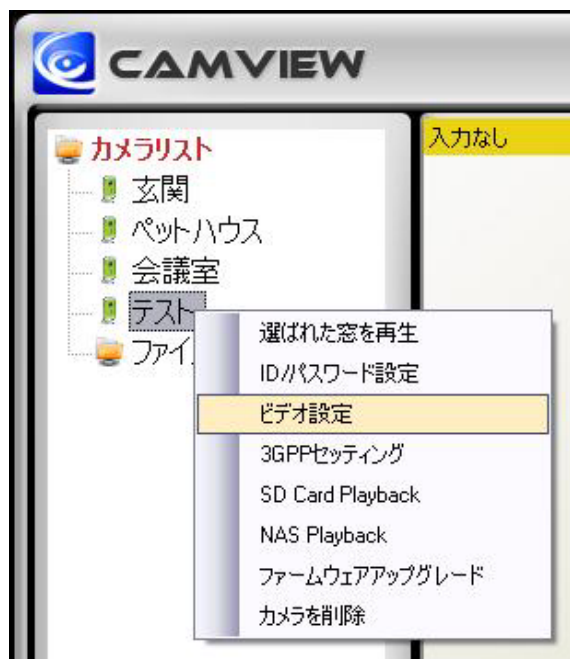 CAMVIEW
カメラリスト
入力なし
玄関
ペットハウス
会議室
テスト
ファイ
選ばれた窓を再生
ID/パスワード設定
ビデオ設定
3GPPセッティング
SD Card Playback
NAS Playback
ファームウェアアップグレード
カメラを削除